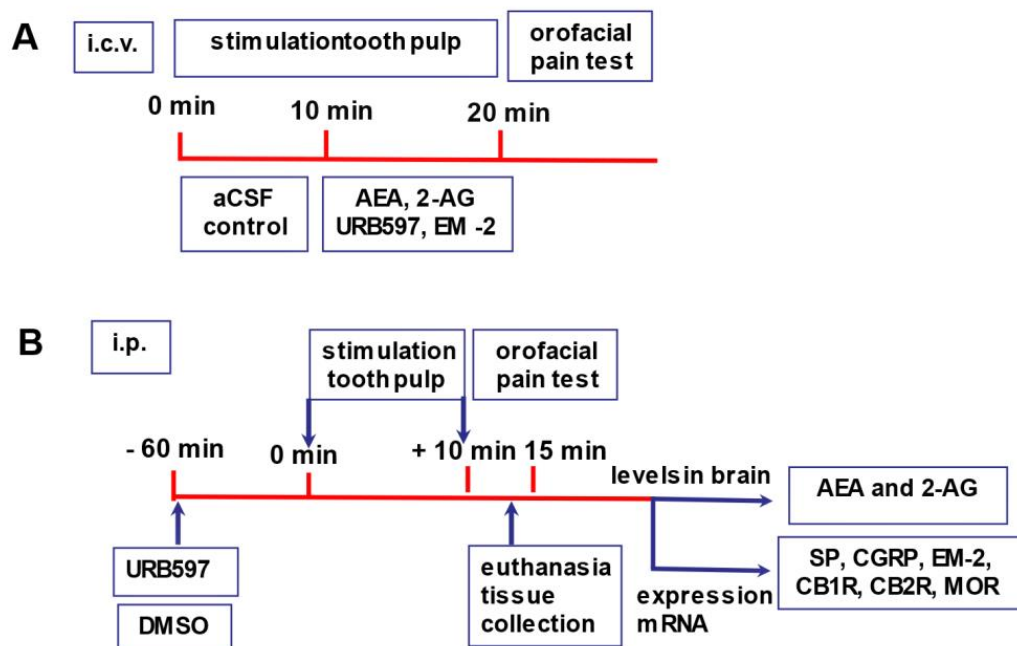 A
i.c.v.
stimulationtooth pulp
orofacial
pain test
0 min
10 min
20 min
aCSF
control
AEA, 2-AG
URB597, EM -2
B
i.p.
stimulation
tooth pulp
orofacial
pain test
- 60 min
0 min
+ 10 min
15 min
levelsin brain
AEA and 2-AG
URB597
DMSO
euthanasia
tissue
collection
expression
mRNA
SP, CGRP, EM-2,
CB1R, CB2R, MOR